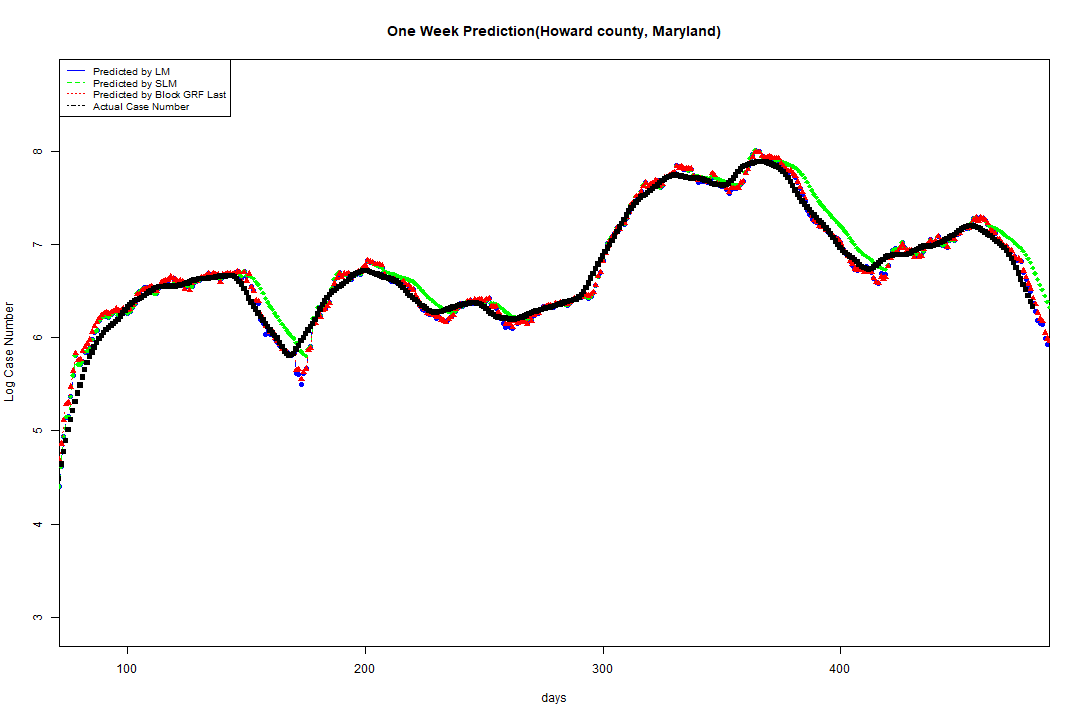 One Week Prediction(Howard county, Maryland)
Predicted by LM
Predicted by SLM
Predicted by Block GRF Last
Actual Case Number
8
7
6
5
4
3
Log Case Number
100 200 300 400
days